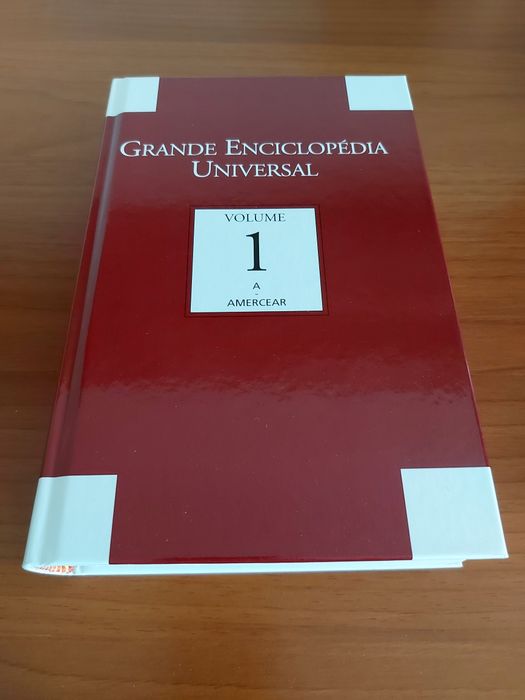 GRANDE ENCICLOPÉDIA
UNIVERSAL
VOLUME
1
A
-
AMERCEAR